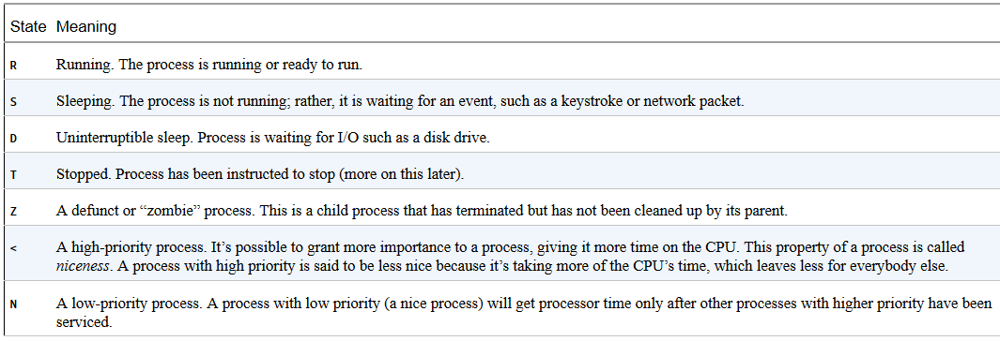 State Meaning
R Running. The process is running or ready to run.
S Sleeping. The process is not running; rather, it is waiting for an event, such as a keystroke or network packet.
D Uninterruptible sleep. Process is waiting for I/O such as a disk drive.
T Stopped. Process has been instructed to stop (more on this later).
Z A defunct or “zombie” process. This is a child process that has terminated but has not been cleaned up by its parent.
< A high-priority process. It’s possible to grant more importance to a process, giving it more time on the CPU. This property of a process is called
niceness. A process with high priority is said to be less nice because it’s taking more of the CPU’s time, which leaves less for everybody else.
N A low-priority process. A process with low priority (a nice process) will get processor time only after other processes with higher priority have been
serviced.